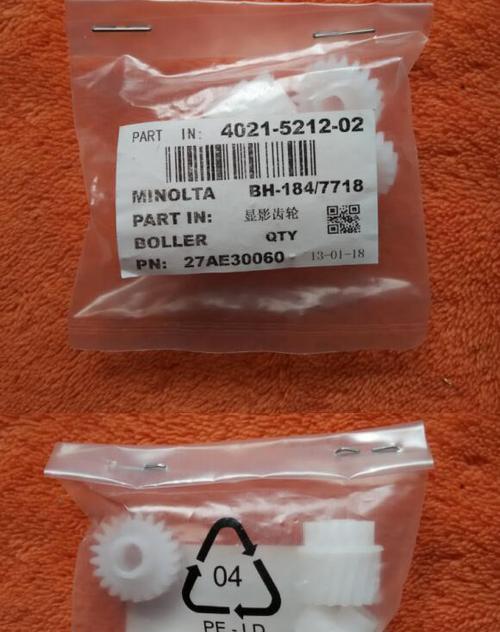 PART IN: 4021-5212-02
MINOLTA BH-184/7718
PART IN: 显影齿轮
BOLLER QTY
PN: 27AE30060 13-01-18
04
PE-LD